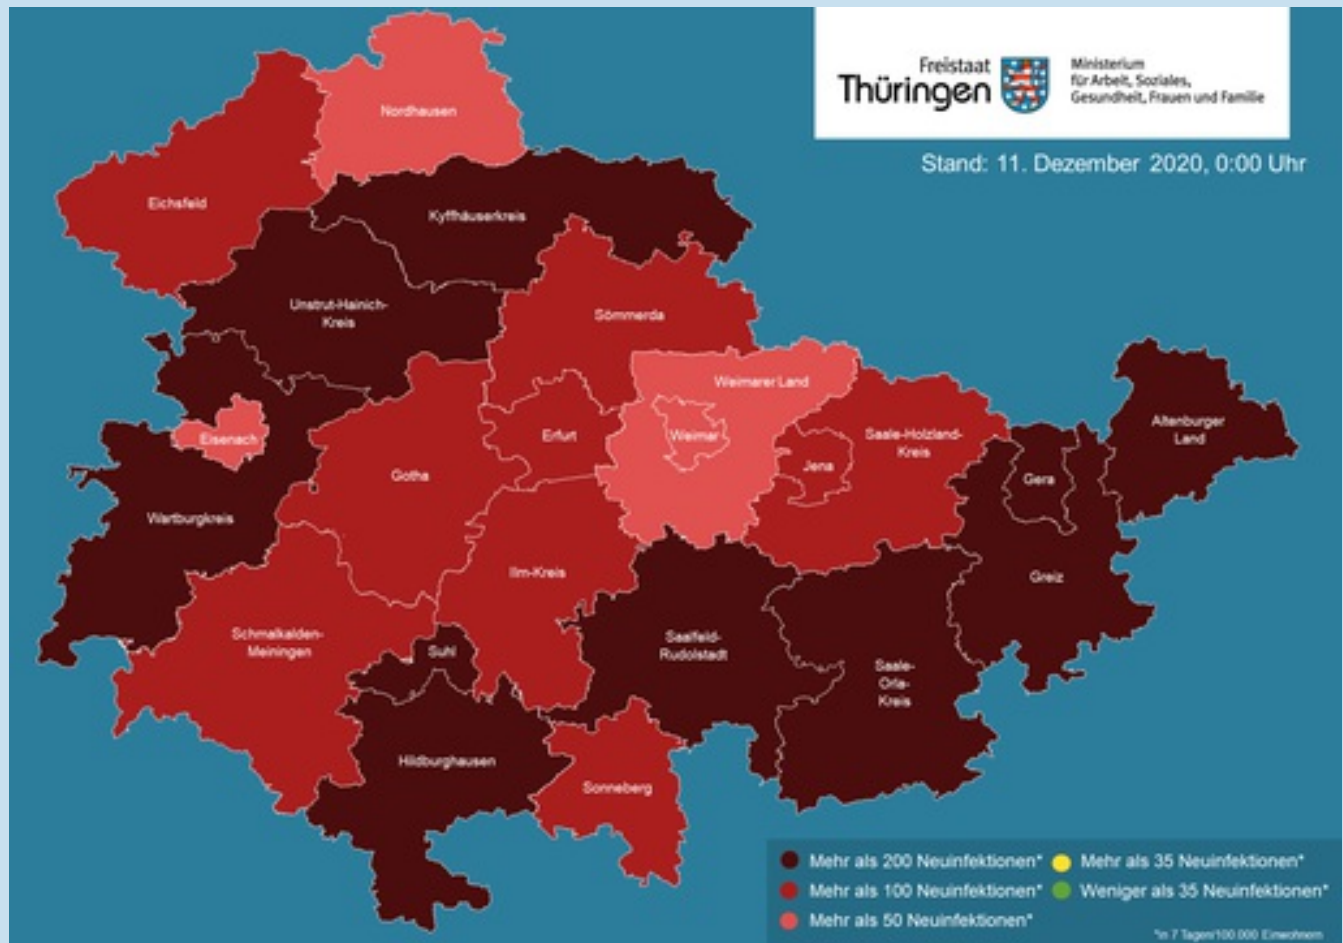 Freistaat
Thüringen
Ministerium
für Arbeit, Soziales,
Gesundheit, Frauen und Familie
Stand: 11. Dezember 2020, 0:00 Uhr
Nordhausen
Eichsfeld
Kyffhäuserkreis
Unstrut-Hainich-
Kreis
Sömmerda
Weimarer Land
Eisenach
Erfurt
Weimar
Saale-Holzland-
Kreis
Altenburger
Land
Gotha
Jena
Gera
Wartburgkreis
Ilm-Kreis
Greiz
Schmalkalden-
Meiningen
Suhl
Saalfeld-
Rudolstadt
Saale-
Orla-
Kreis
Hildburghausen
Sonneberg
Mehr als 200 Neuinfektionen*
Mehr als 35 Neuinfektionen*
Mehr als 100 Neuinfektionen*
Weniger als 35 Neuinfektionen*
Mehr als 50 Neuinfektionen*
*in 7 Tagen/100.000 Einwohnern